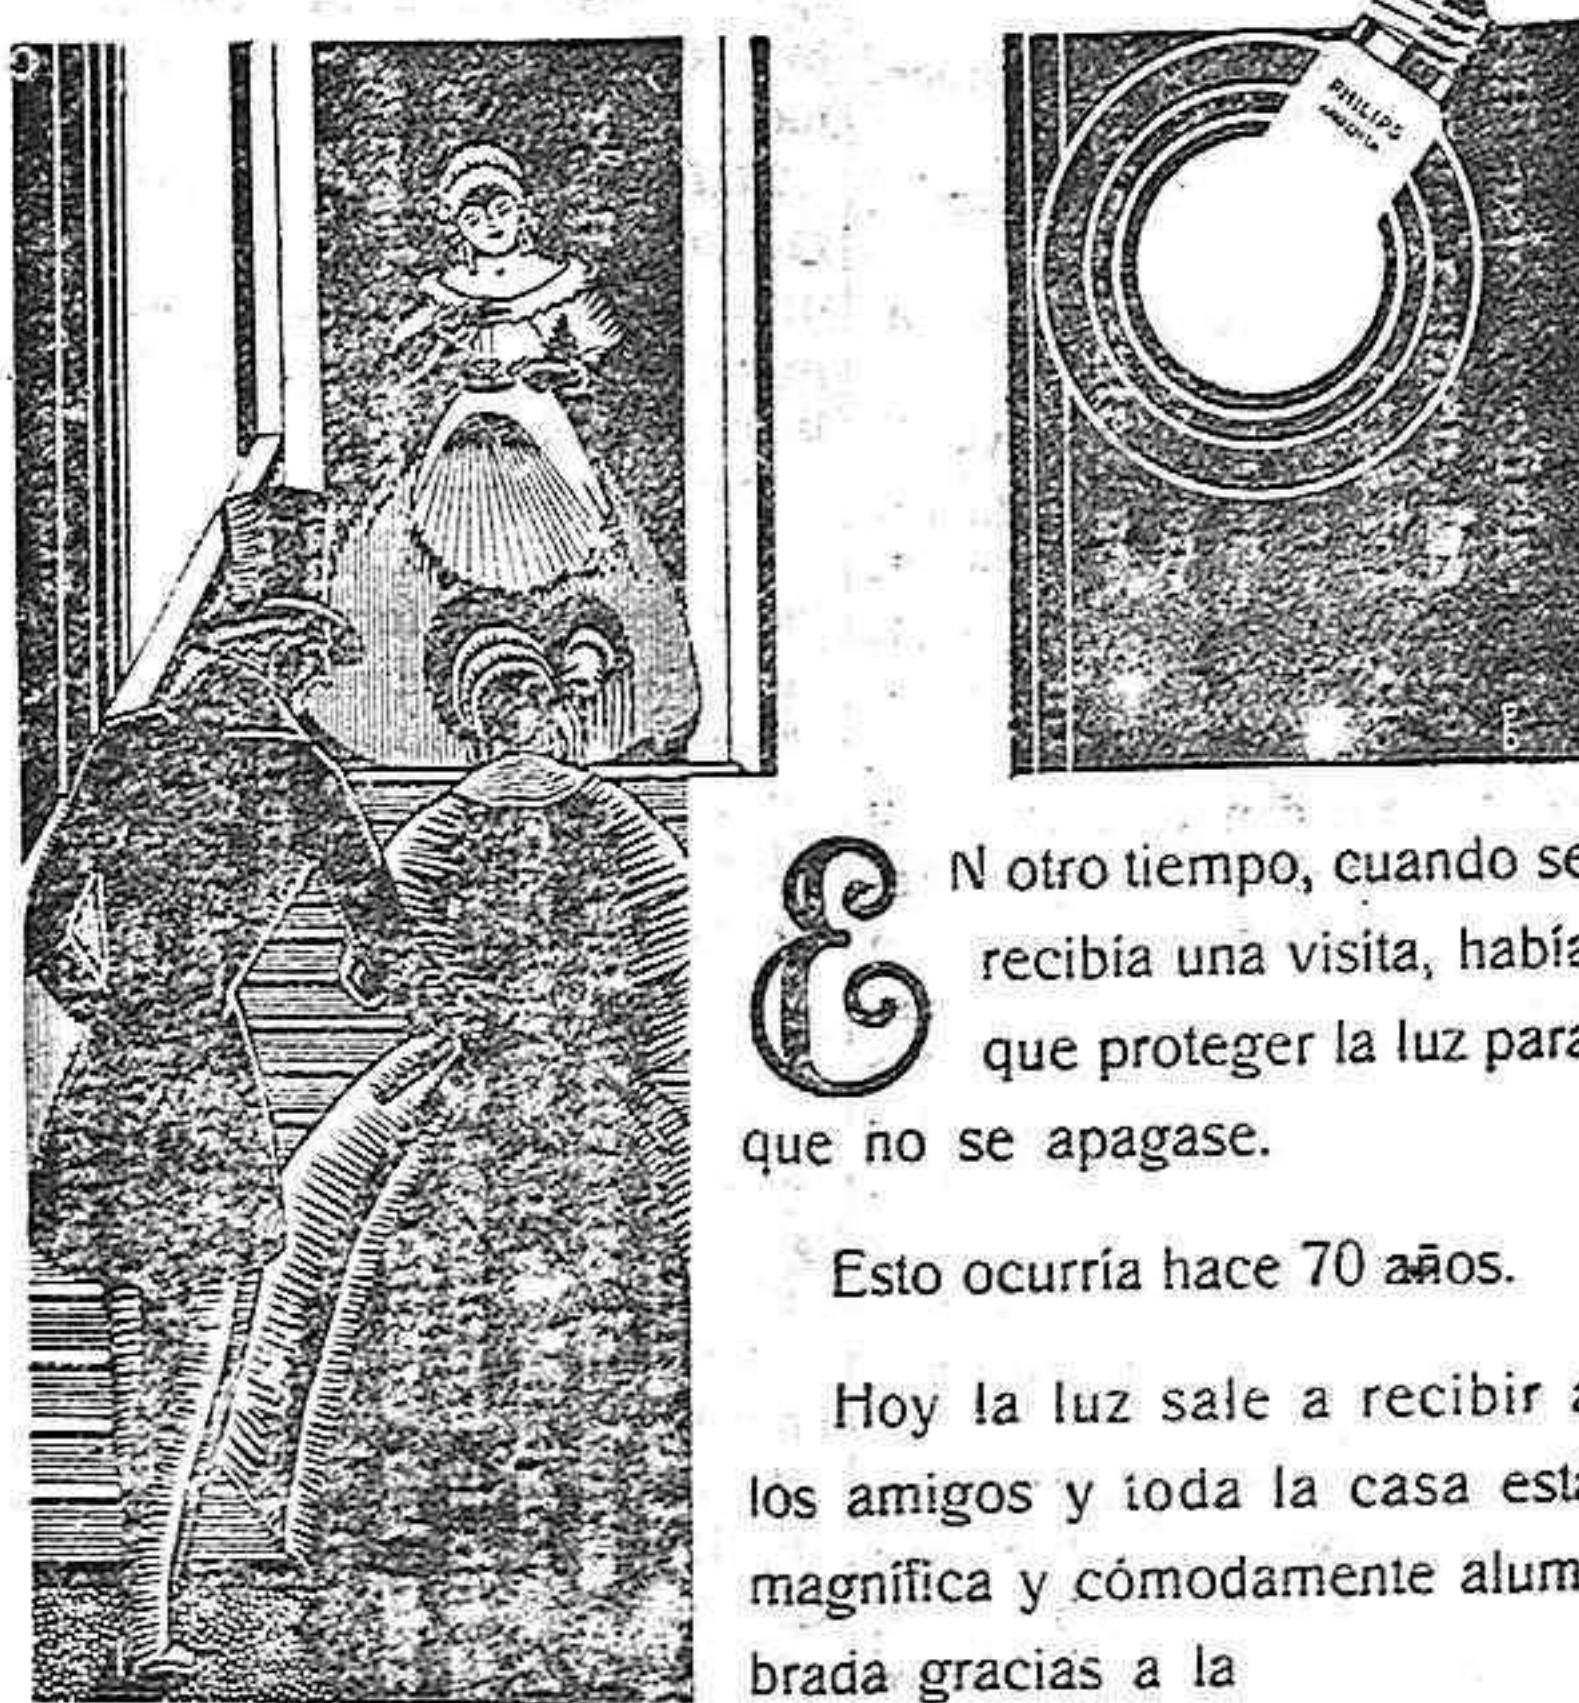 PHILIPS
EN otro tiempo, cuando se
recibía una visita, había
que proteger la luz para
que no se apagase.
Esto ocurría hace 70 años.
Hoy la luz sale a recibir a
los amigos y toda la casa está
magnífica y cómodamente alum
brada gracias a la